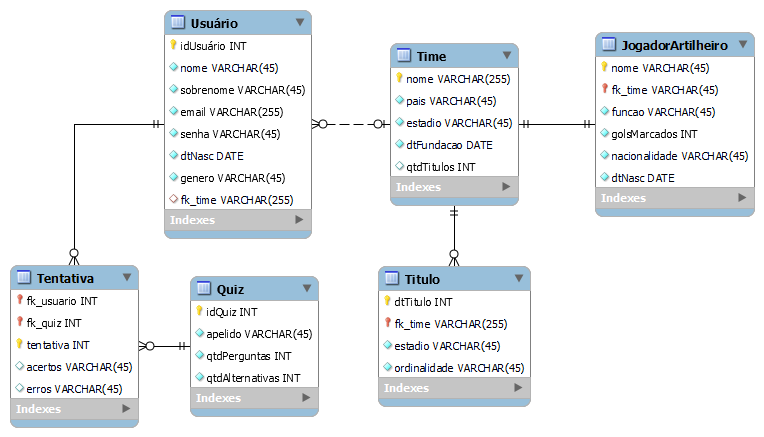 Usuário
idUsuário INT
nome VARCHAR(45)
sobrenome VARCHAR(45)
email VARCHAR(255)
senha VARCHAR(45)
dtNasc DATE
genero VARCHAR(45)
fk_time VARCHAR(255)
Indexes
Time
nome VARCHAR(255)
pais VARCHAR(45)
estadio VARCHAR(45)
dtFundacao DATE
qtdTitulos INT
Indexes
JogadorArtilheiro
nome VARCHAR(45)
fk_time VARCHAR(45)
funcao VARCHAR(45)
golsMarcados INT
nacionalidade VARCHAR(45)
dtNasc DATE
Indexes
Tentativa
fk_usuario INT
fk_quiz INT
tentativa INT
acertos VARCHAR(45)
erros VARCHAR(45)
Indexes
Quiz
idQuiz INT
apelido VARCHAR(45)
qtdPerguntas INT
qtdAlternativas INT
Indexes
Titulo
dtTitulo INT
fk_time VARCHAR(255)
estadio VARCHAR(45)
ordinalidade VARCHAR(45)
Indexes